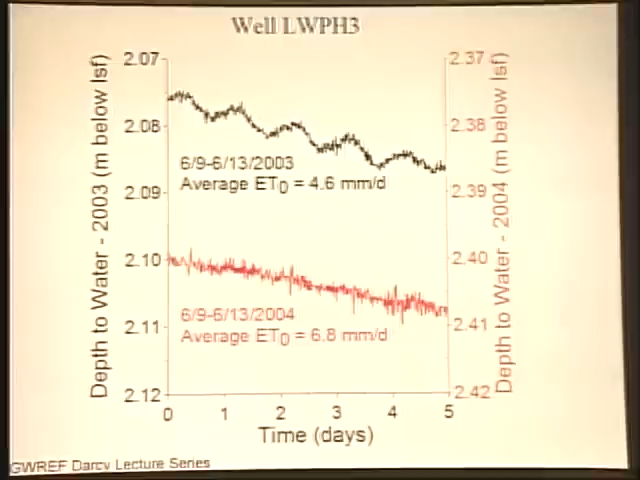 Well LWPH3
Depth to Water - 2003 (m below lsf)
2.07
2.08
2.09
2.10
2.11
2.12
6/9-6/13/2003
Average ET0 = 4.6 mm/d
6/9-6/13/2004
Average ET0 = 6.8 mm/d
2.37
2.38
2.39
2.40
2.41
2.42
Depth to Water - 2004 (m below lsf)
0 1 2 3 4 5
Time (days)
GWREF Darcy Lecture Series